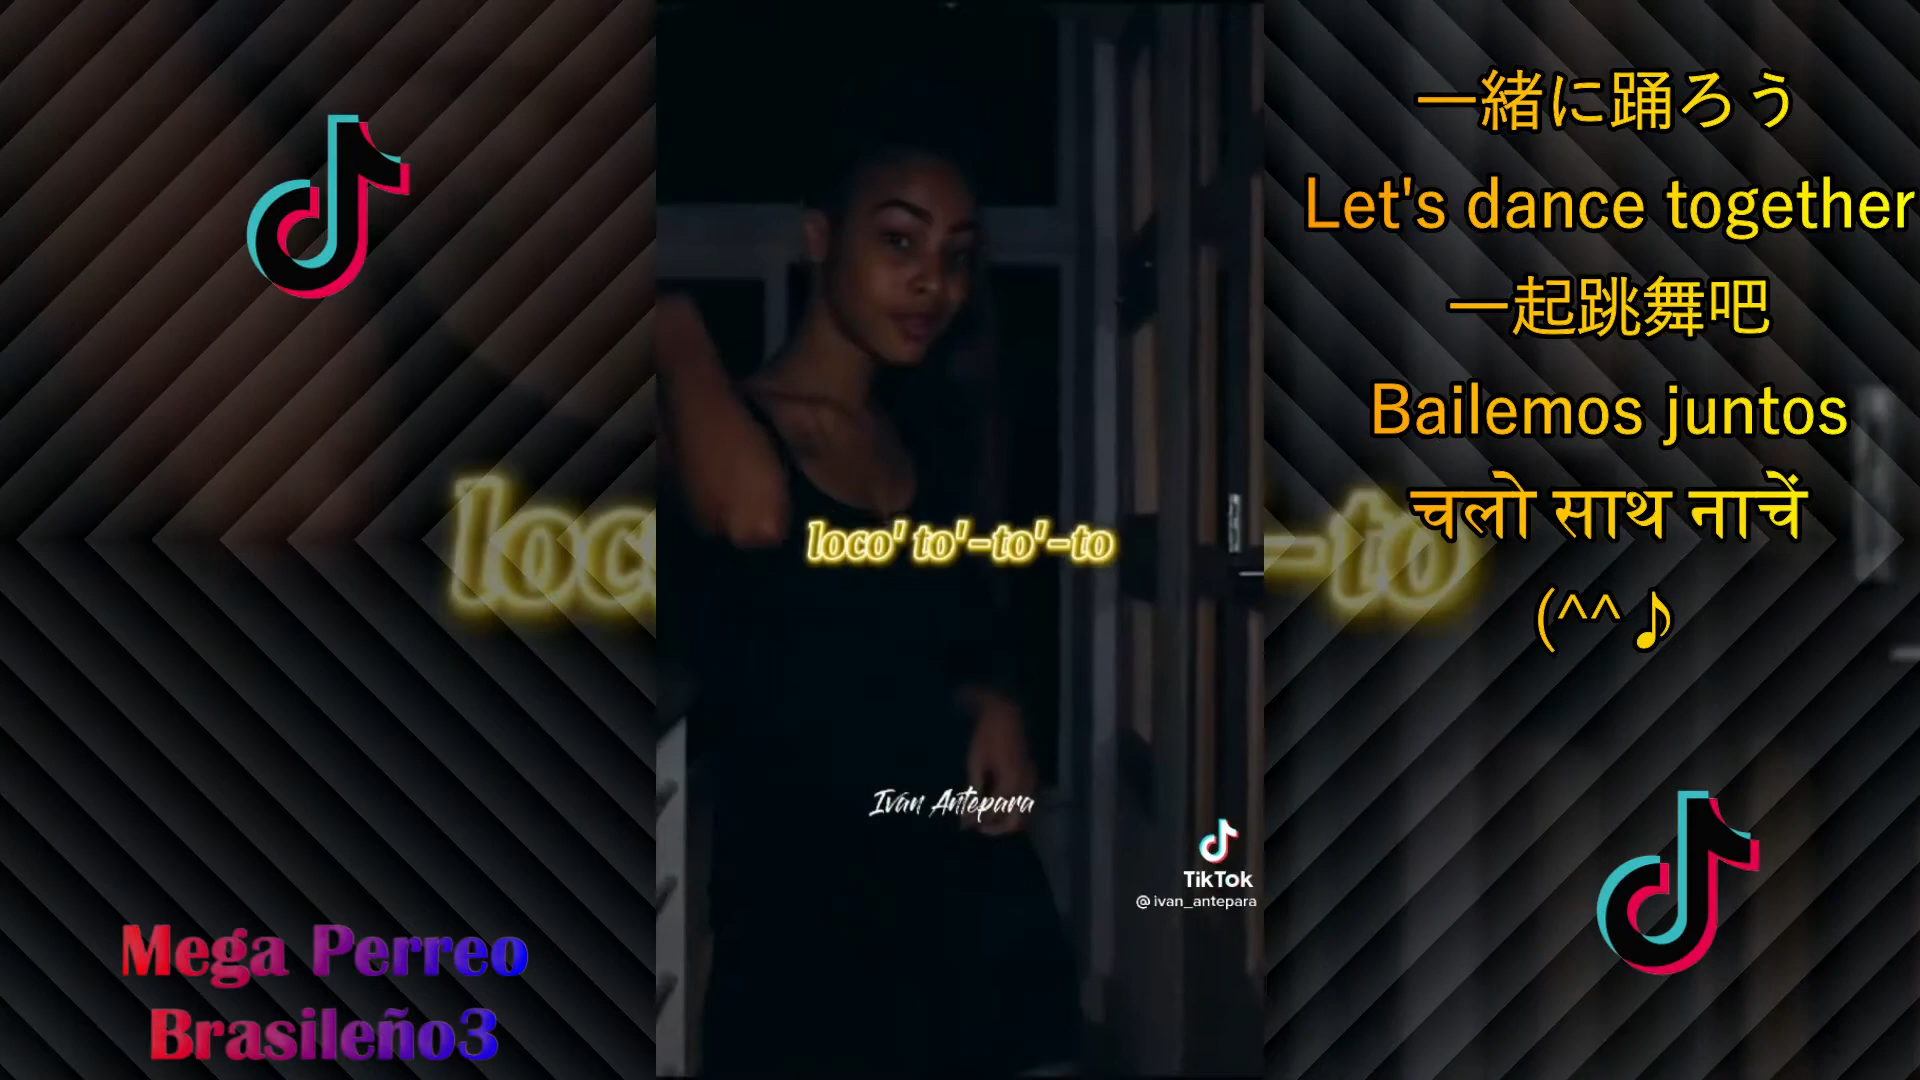 一緒に踊ろう
Let's dance together
一起跳舞吧
Bailemos juntos
चलो साथ नाचें
(^^♪
loco' to'-to'-to
Ivan Antepara
TikTok
@ivan_antepara
Mega Perreo
Brasileño3